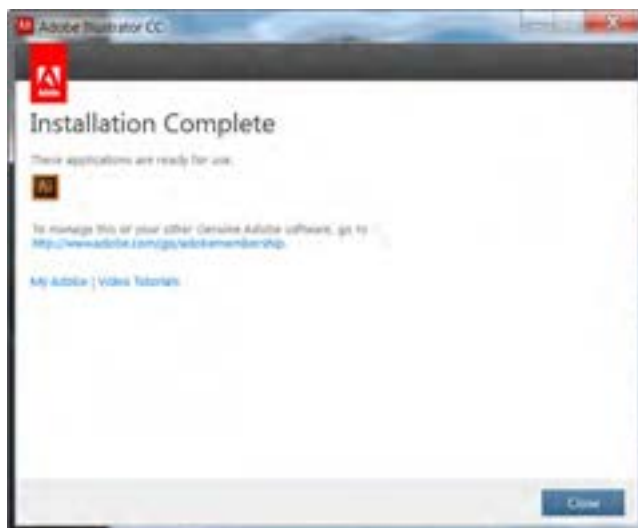 Adobe Illustrator CC
Adobe
Installation Complete
These applications are ready for use.
Ai
To manage this or your other Genuine Adobe software, go to
http://www.adobe.com/go/adobemembership.
My Adobe | Video Tutorials
Close